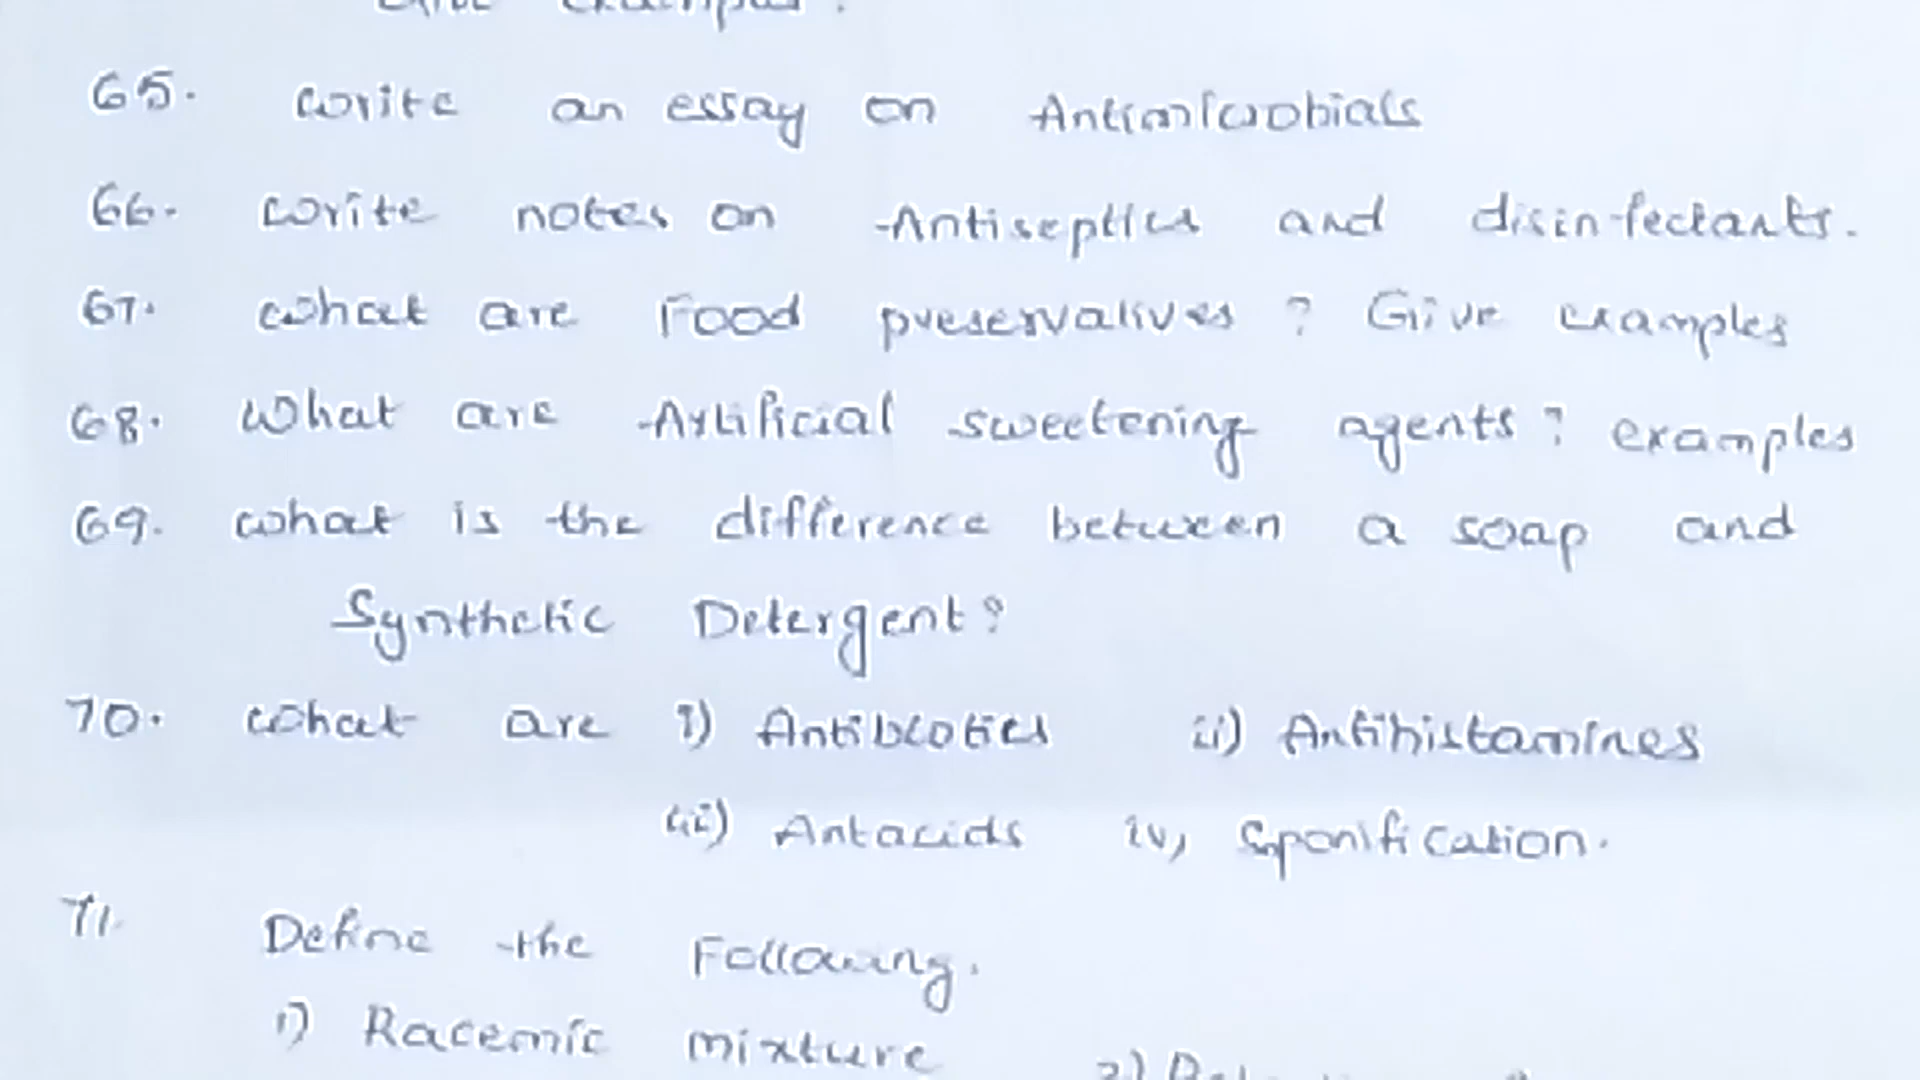 65. write an essay on Antimicrobials
66. write notes on Antiseptics and disinfectants.
67. what are Food preservatives ? Give examples
68. What are Artificial sweetening agents ? examples
69. what is the difference between a soap and
Synthetic Detergent?
70. what are i) Antibiotics ii) Antihistamines
iii) Antacids iv) Sponification.
71. Define the Following.
1) Racemic mixture 2)